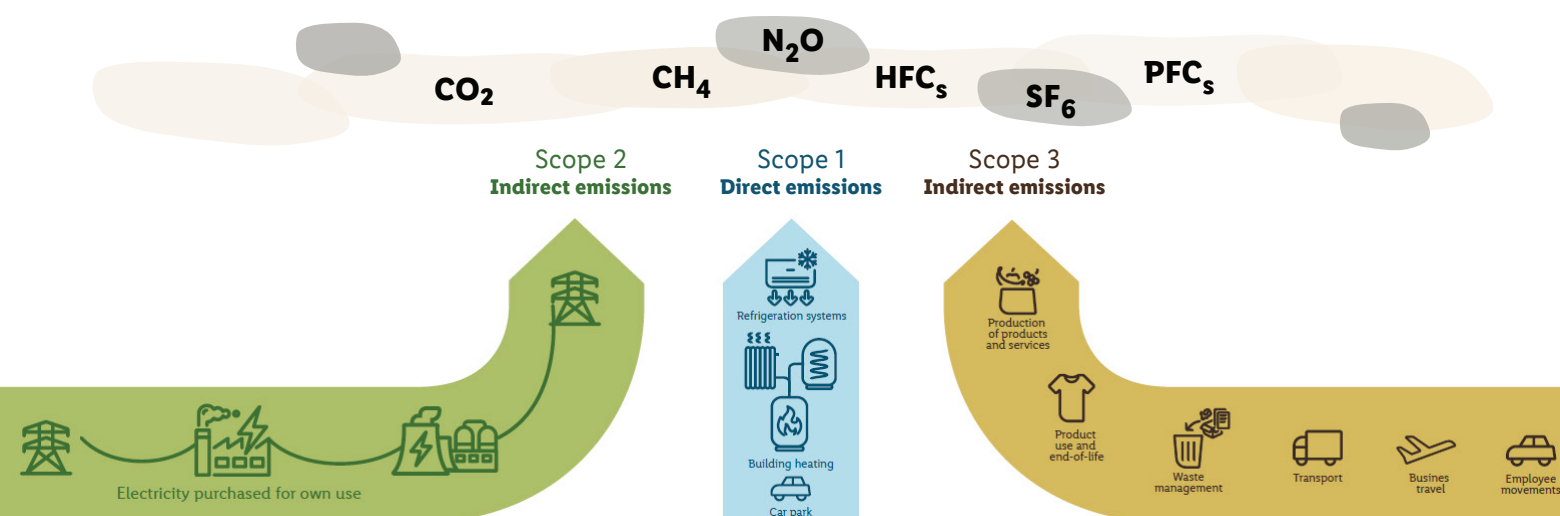 CO₂
CH₄
N₂O
HFCₛ
SF₆
PFCₛ
Scope 2
Indirect emissions
Scope 1
Direct emissions
Scope 3
Indirect emissions
Electricity purchased for own use
Refrigeration systems
Building heating
Car park
Production
of products
and services
Product
use and
end-of-life
Waste
management
Transport
Busines
travel
Employee
movements